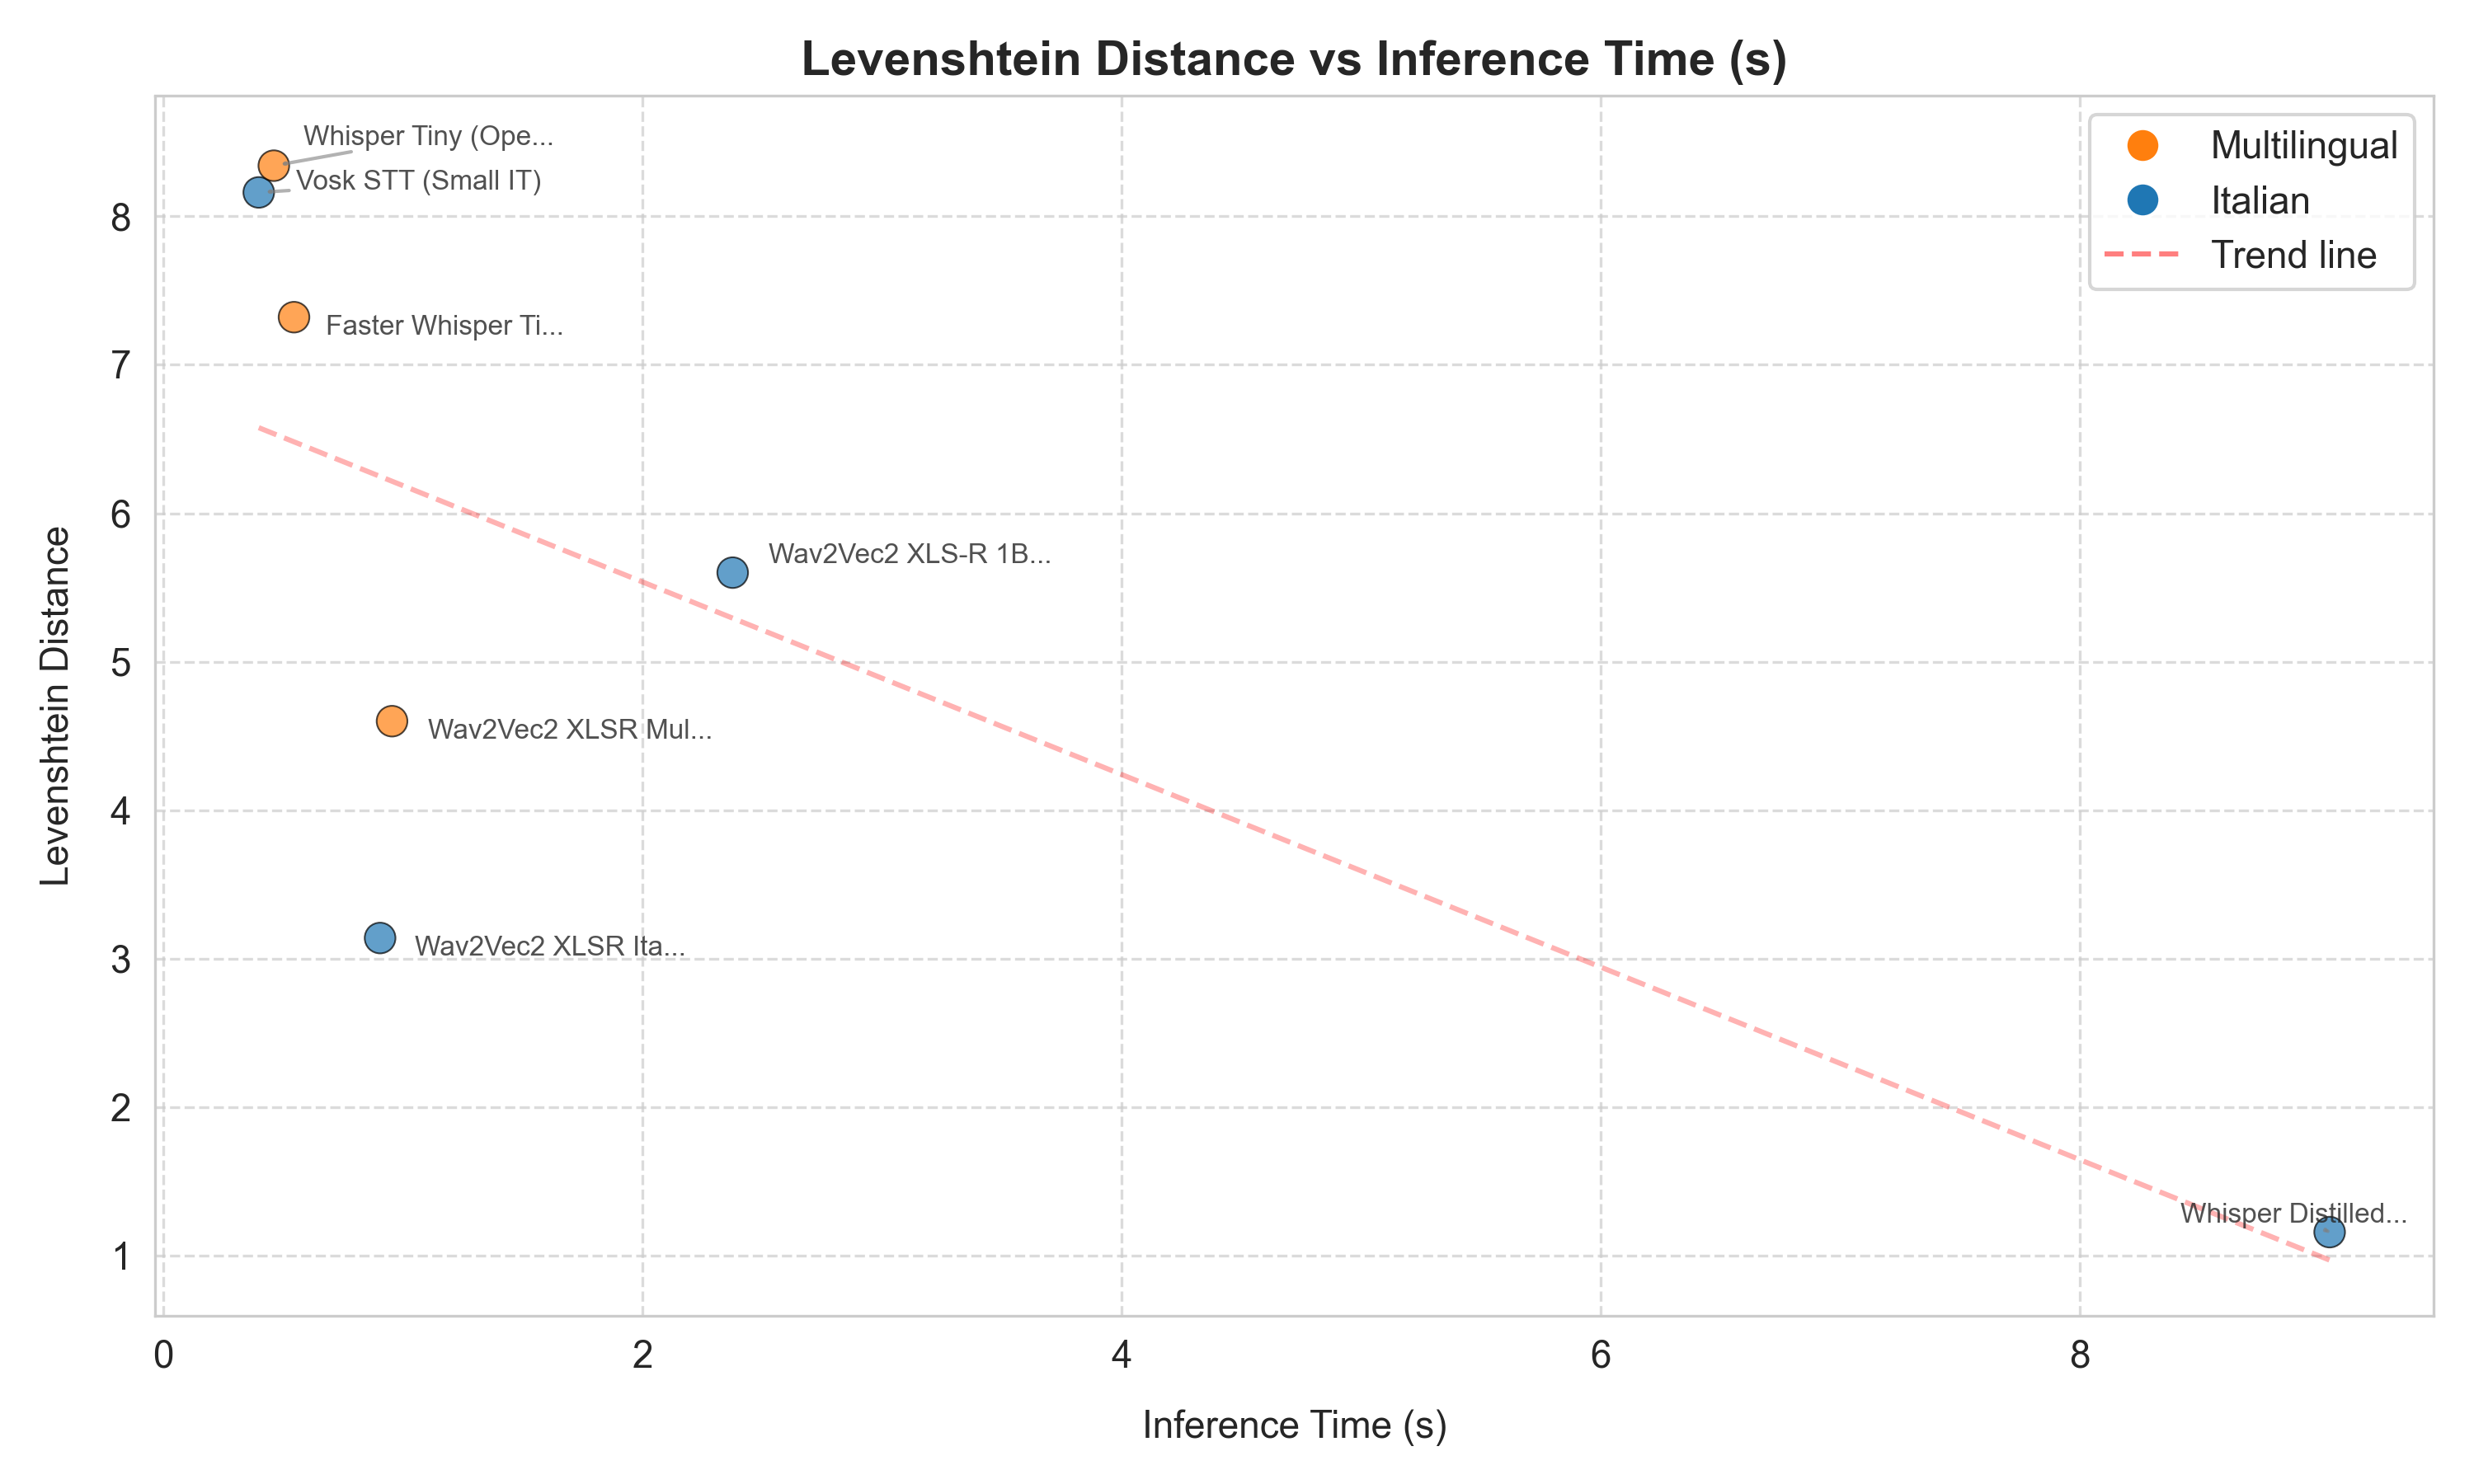 Levenshtein Distance vs Inference Time (s)
Multilingual
Italian
Trend line
Whisper Tiny (Ope...
Vosk STT (Small IT)
Faster Whisper Ti...
Wav2Vec2 XLS-R 1B...
Wav2Vec2 XLSR Mul...
Wav2Vec2 XLSR Ita...
Whisper Distilled...
Levenshtein Distance
8
7
6
5
4
3
2
1
0 2 4 6 8
Inference Time (s)